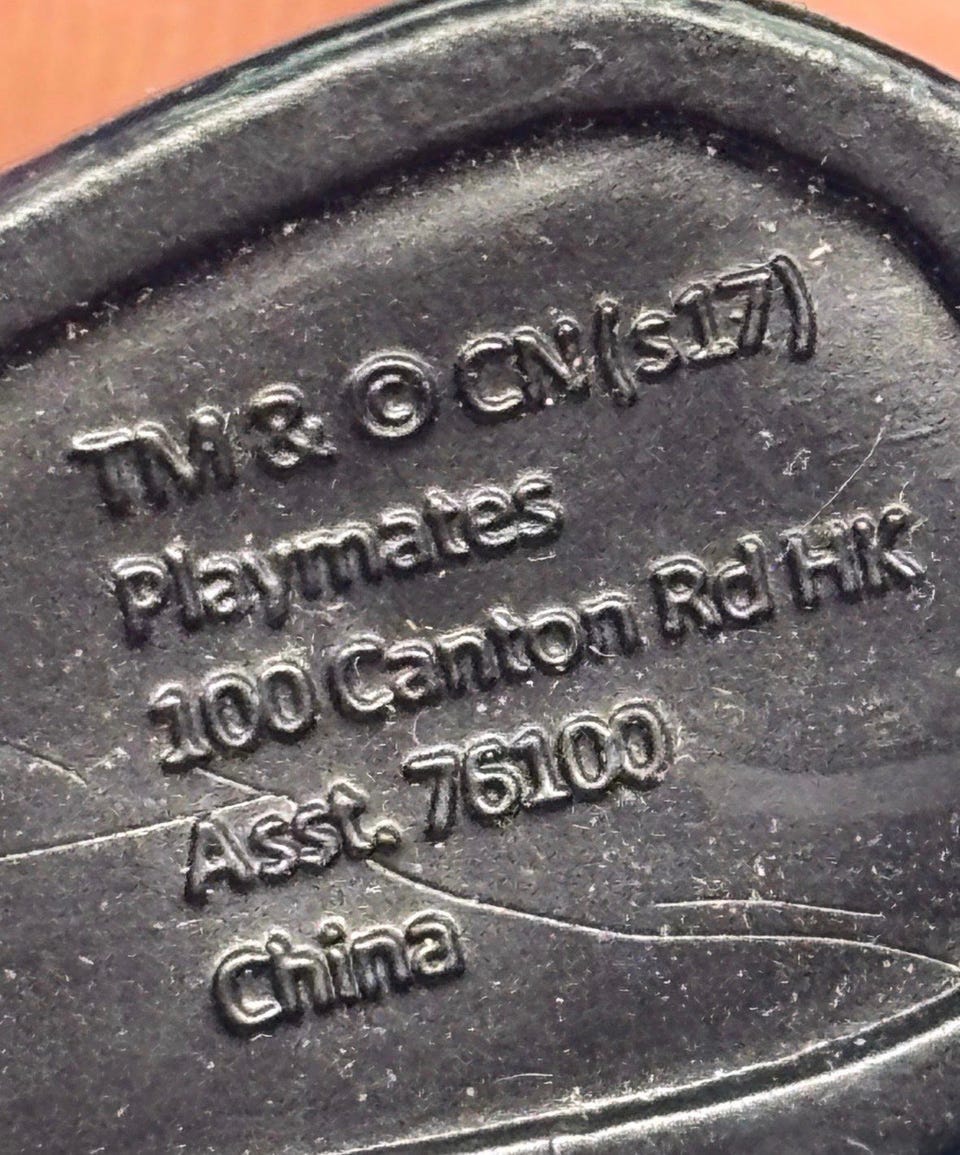 TM & © CN (s17)
Playmates
100 Canton Rd HK
Asst. 76100
China